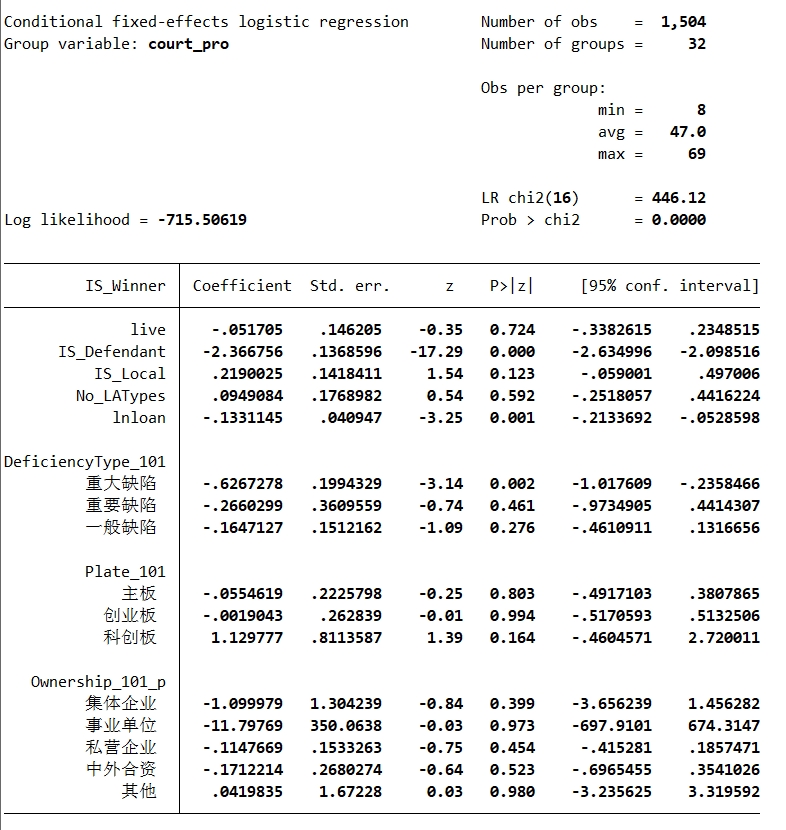 Conditional fixed-effects logistic regression Number of obs = 1,504
Group variable: court_pro Number of groups = 32
Obs per group:
min = 8
avg = 47.0
max = 69
LR chi2(16) = 446.12
Log likelihood = -715.50619 Prob > chi2 = 0.0000
IS_Winner Coefficient Std. err. z P>|z| [95% conf. interval]
live -.051705 .146205 -0.35 0.724 -.3382615 .2348515
IS_Defendant -2.366756 .1368596 -17.29 0.000 -2.634996 -2.098516
IS_Local .2190025 .1418411 1.54 0.123 -.059001 .497006
No_LATypes .0949084 .1768982 0.54 0.592 -.2518057 .4416224
lnloan -.1331145 .040947 -3.25 0.001 -.2133692 -.0528598
DeficiencyType_101
重大缺陷 -.6267278 .1994329 -3.14 0.002 -1.017609 -.2358466
重要缺陷 -.2660299 .3609559 -0.74 0.461 -.9734905 .4414307
一般缺陷 -.1647127 .1512162 -1.09 0.276 -.4610911 .1316656
Plate_101
主板 -.0554619 .2225798 -0.25 0.803 -.4917103 .3807865
创业板 -.0019043 .262839 -0.01 0.994 -.5170593 .5132506
科创板 1.129777 .8113587 1.39 0.164 -.4604571 2.720011
Ownership_101_p
集体企业 -1.099979 1.304239 -0.84 0.399 -3.656239 1.456282
事业单位 -11.79769 350.0638 -0.03 0.973 -697.9101 674.3147
私营企业 -.1147669 .1533263 -0.75 0.454 -.415281 .1857471
中外合资 -.1712214 .2680274 -0.64 0.523 -.6965455 .3541026
其他 .0419835 1.67228 0.03 0.980 -3.235625 3.319592